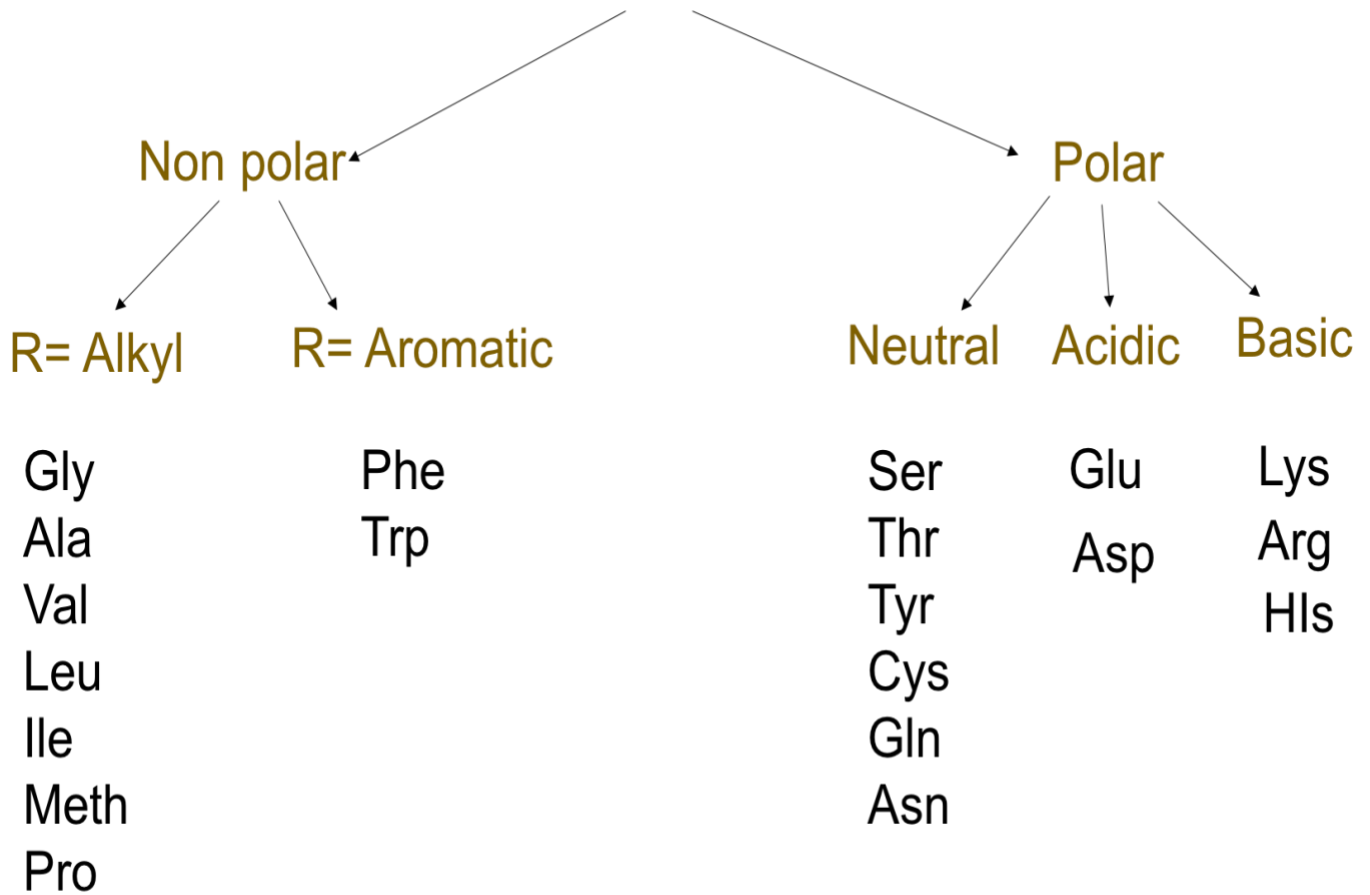 Non polar
Polar
R= Alkyl
R= Aromatic
Neutral
Acidic
Basic
Gly
Ala
Val
Leu
Ile
Meth
Pro
Phe
Trp
Ser
Thr
Tyr
Cys
Gln
Asn
Glu
Asp
Lys
Arg
HIs